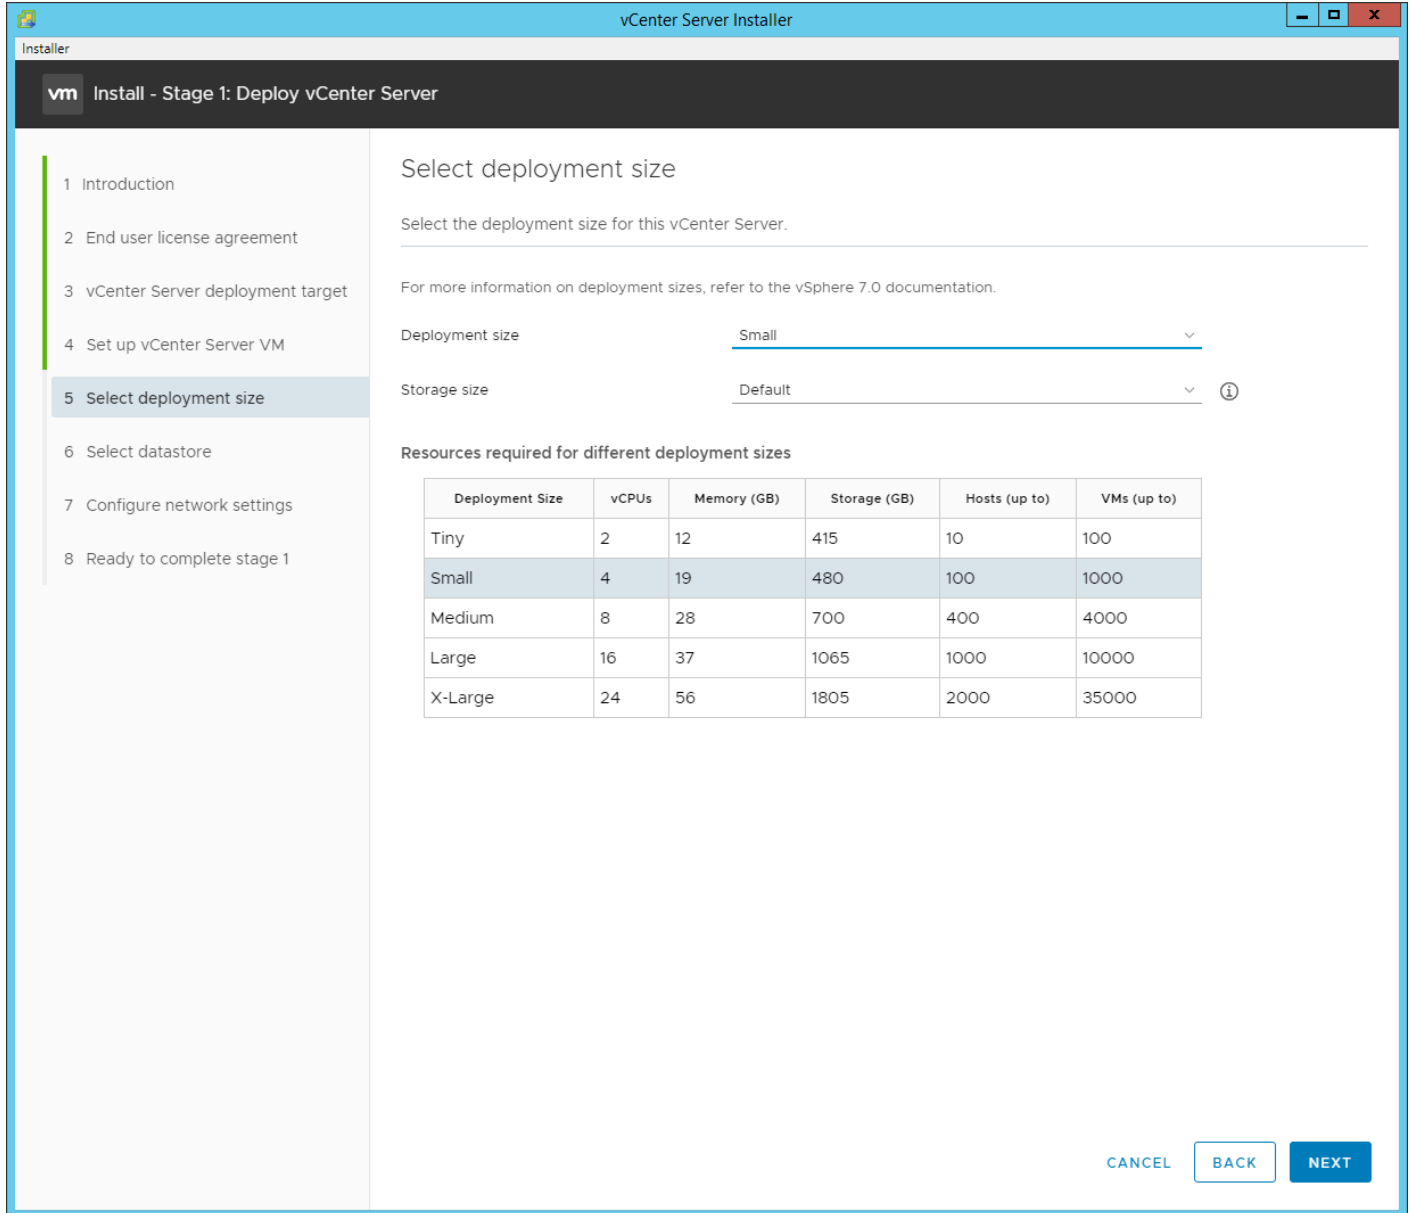 vCenter Server Installer
Installer
vm Install - Stage 1: Deploy vCenter Server
1 Introduction
2 End user license agreement
3 vCenter Server deployment target
4 Set up vCenter Server VM
5 Select deployment size
6 Select datastore
7 Configure network settings
8 Ready to complete stage 1
Select deployment size
Select the deployment size for this vCenter Server.
For more information on deployment sizes, refer to the vSphere 7.0 documentation.
Deployment size Small
Storage size Default
Resources required for different deployment sizes
Deployment Size vCPUs Memory (GB) Storage (GB) Hosts (up to) VMs (up to)
Tiny 2 12 415 10 100
Small 4 19 480 100 1000
Medium 8 28 700 400 4000
Large 16 37 1065 1000 10000
X-Large 24 56 1805 2000 35000
CANCEL BACK NEXT